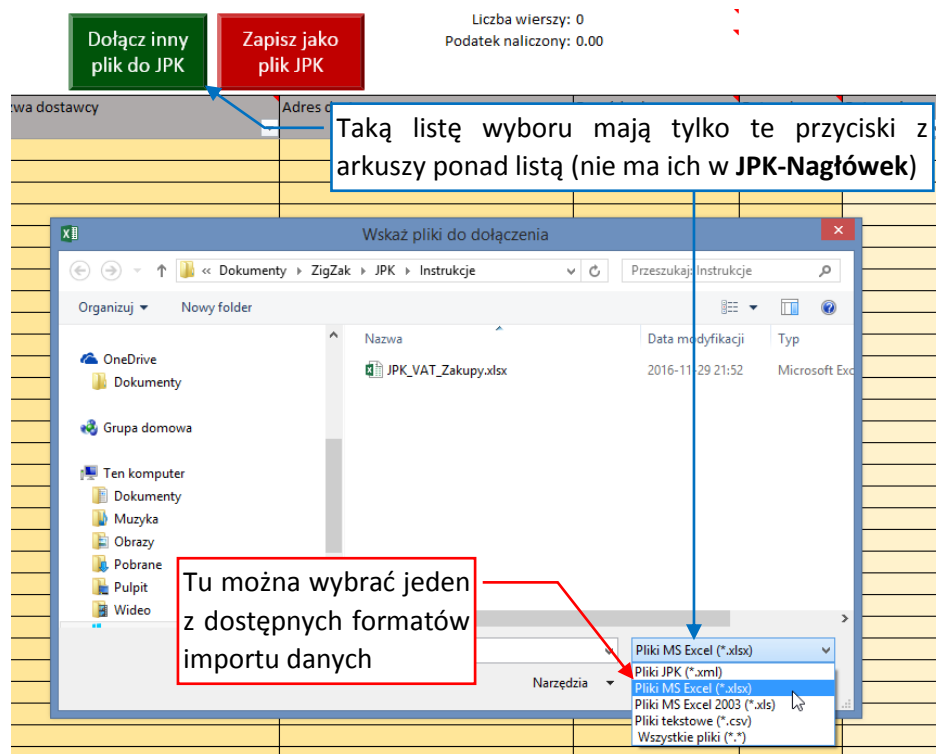 Liczba wierszy: 0
Podatek naliczony: 0.00
Dołącz inny
plik do JPK
Zapisz jako
plik JPK
wa dostawcy
Adres d
Taką listę wyboru mają tylko te przyciski z
arkuszy ponad listą (nie ma ich w JPK-Nagłówek)
Wskaż pliki do dołączenia
« Dokumenty ZigZak JPK Instrukcje
Przeszukaj: Instrukcje
Organizuj
Nowy folder
Nazwa
Data modyfikacji
Typ
JPK_VAT_Zakupy.xlsx
2016-11-29 21:52
Microsoft Exc
OneDrive
Dokumenty
Grupa domowa
Ten komputer
Dokumenty
Muzyka
Obrazy
Pobrane
Pulpit
Wideo
Tu można wybrać jeden
z dostępnych formatów
importu danych
Pliki MS Excel (*.xlsx)
Narzędzia
Pliki JPK (*.xml)
Pliki MS Excel (*.xlsx)
Pliki MS Excel 2003 (*.xls)
Pliki tekstowe (*.csv)
Wszystkie pliki (*.*)